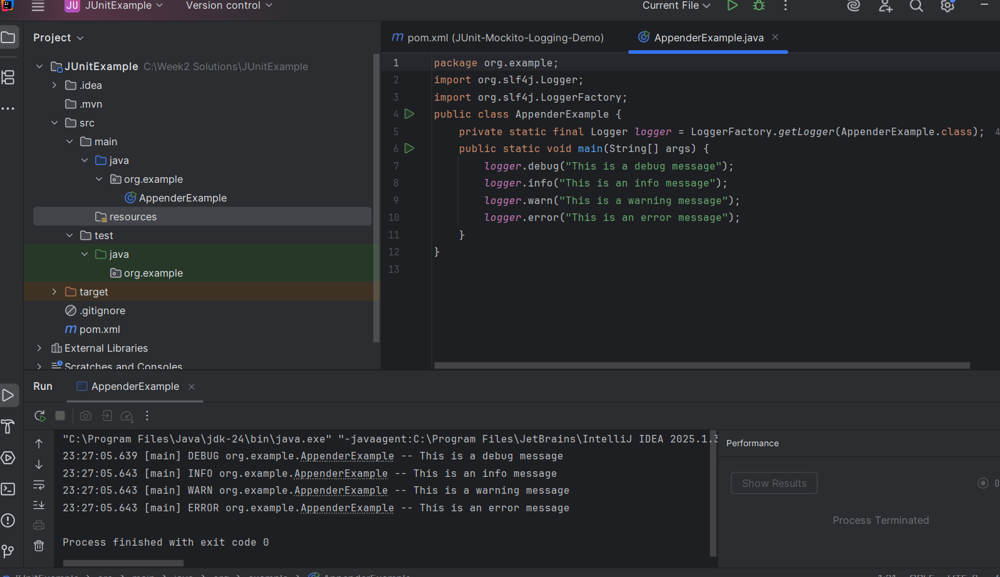 JU JUnitExample Version control Current File
Project
pom.xml (JUnit-Mockito-Logging-Demo) AppenderExample.java
JUnitExample C:\Week2 Solutions\JUnitExample
.idea
.mvn
src
main
java
org.example
AppenderExample
resources
test
java
org.example
target
.gitignore
m pom.xml
External Libraries
Scratches and Consoles
1 package org.example;
2 import org.slf4j.Logger;
3 import org.slf4j.LoggerFactory;
4 public class AppenderExample {
5 private static final Logger logger = LoggerFactory.getLogger(AppenderExample.class); 4
6 public static void main(String[] args) {
7 logger.debug("This is a debug message");
8 logger.info("This is an info message");
9 logger.warn("This is a warning message");
10 logger.error("This is an error message");
11 }
12 }
13
Run AppenderExample
"C:\Program Files\Java\jdk-24\bin\java.exe" "-javaagent:C:\Program Files\JetBrains\IntelliJ IDEA 2025.1.3
23:27:05.639 [main] DEBUG org.example.AppenderExample -- This is a debug message
23:27:05.643 [main] INFO org.example.AppenderExample -- This is an info message
23:27:05.643 [main] WARN org.example.AppenderExample -- This is a warning message
23:27:05.643 [main] ERROR org.example.AppenderExample -- This is an error message
Process finished with exit code 0
Performance
Show Results 0
Process Terminated